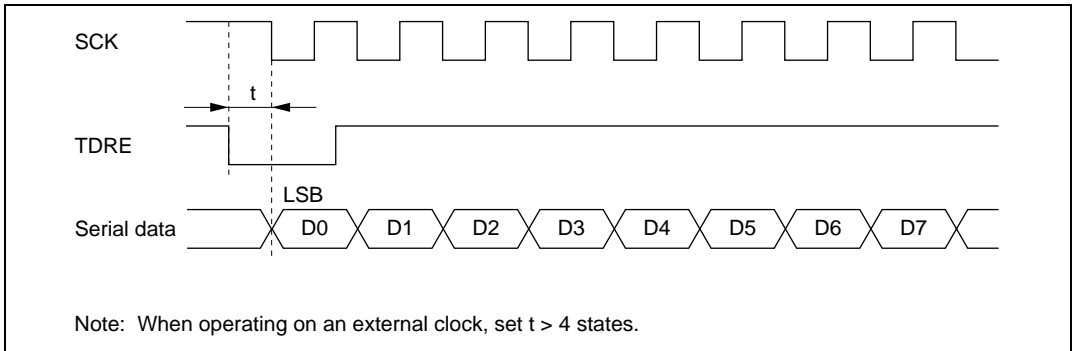 SCK
t
TDRE
LSB
Serial data D0 D1 D2 D3 D4 D5 D6 D7
Note: When operating on an external clock, set t > 4 states.